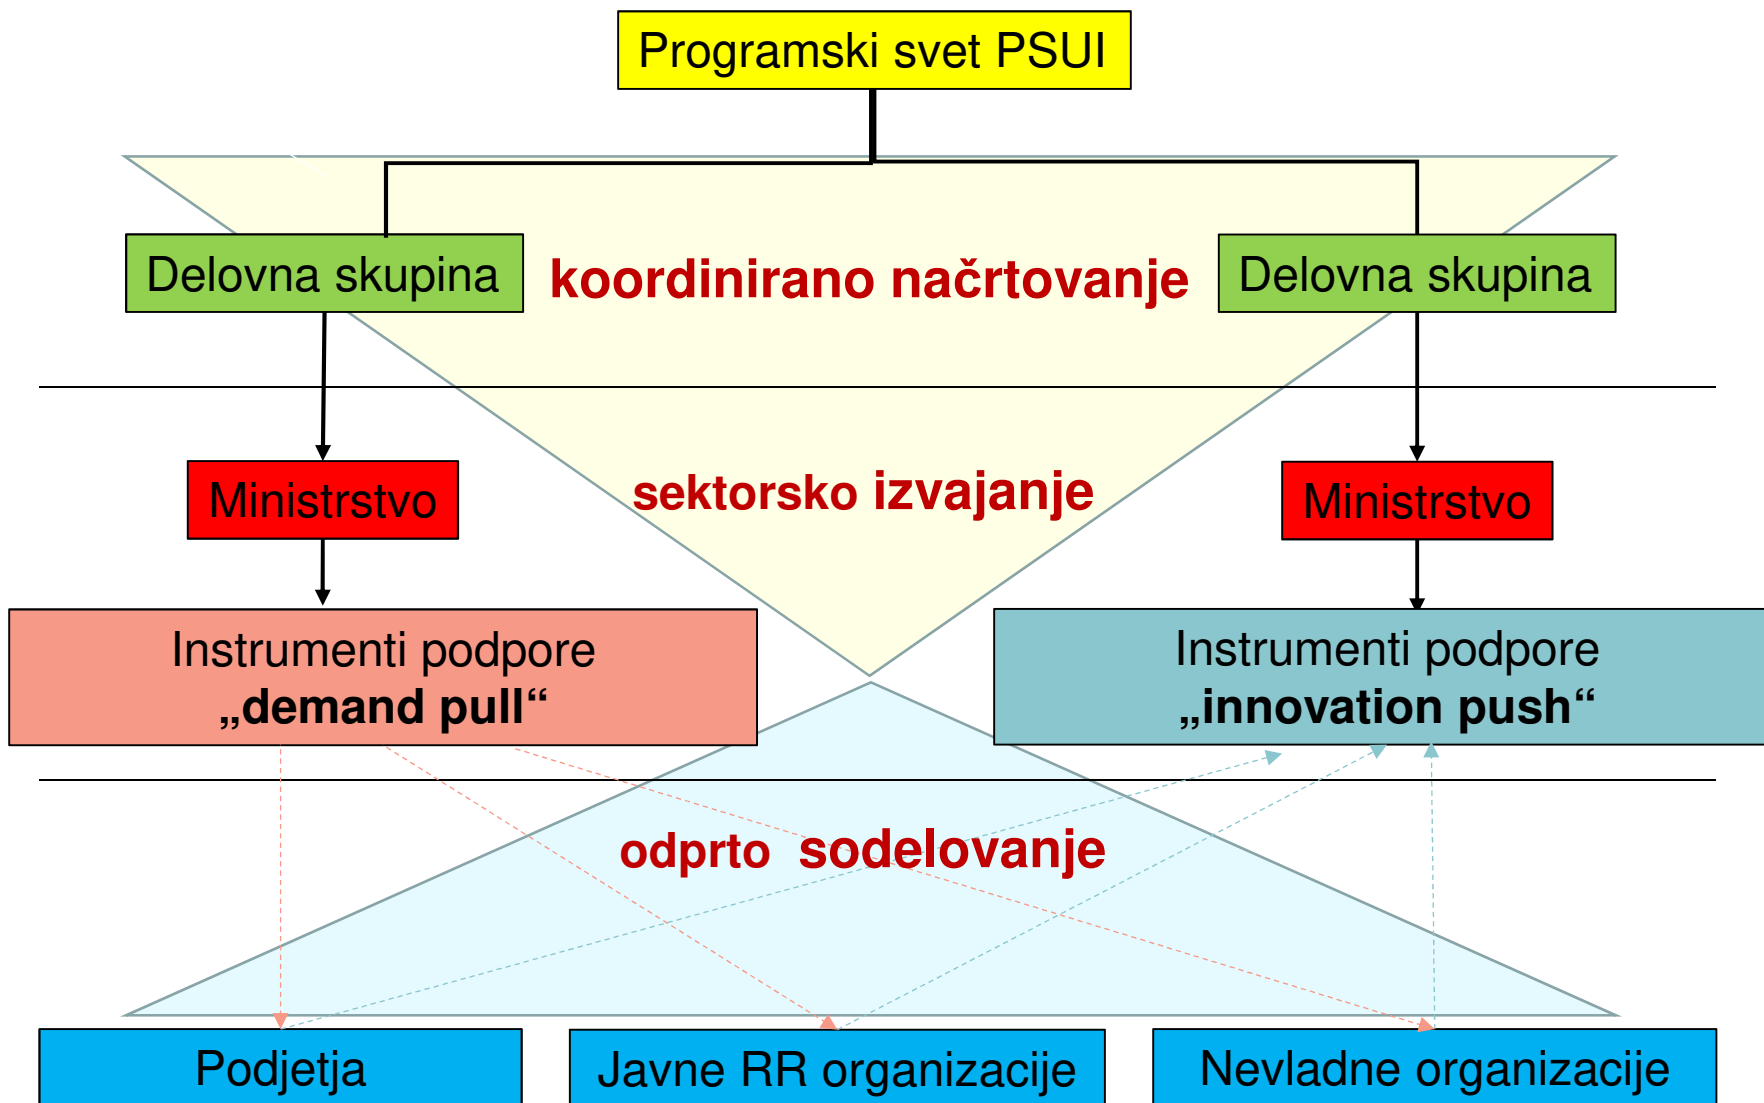 Programski svet PSUI
Delovna skupina
koordinirano načrtovanje
Delovna skupina
Ministrstvo
sektorsko izvajanje
Ministrstvo
Instrumenti podpore
„demand pull“
Instrumenti podpore
„innovation push“
odprto sodelovanje
Podjetja
Javne RR organizacije
Nevladne organizacije